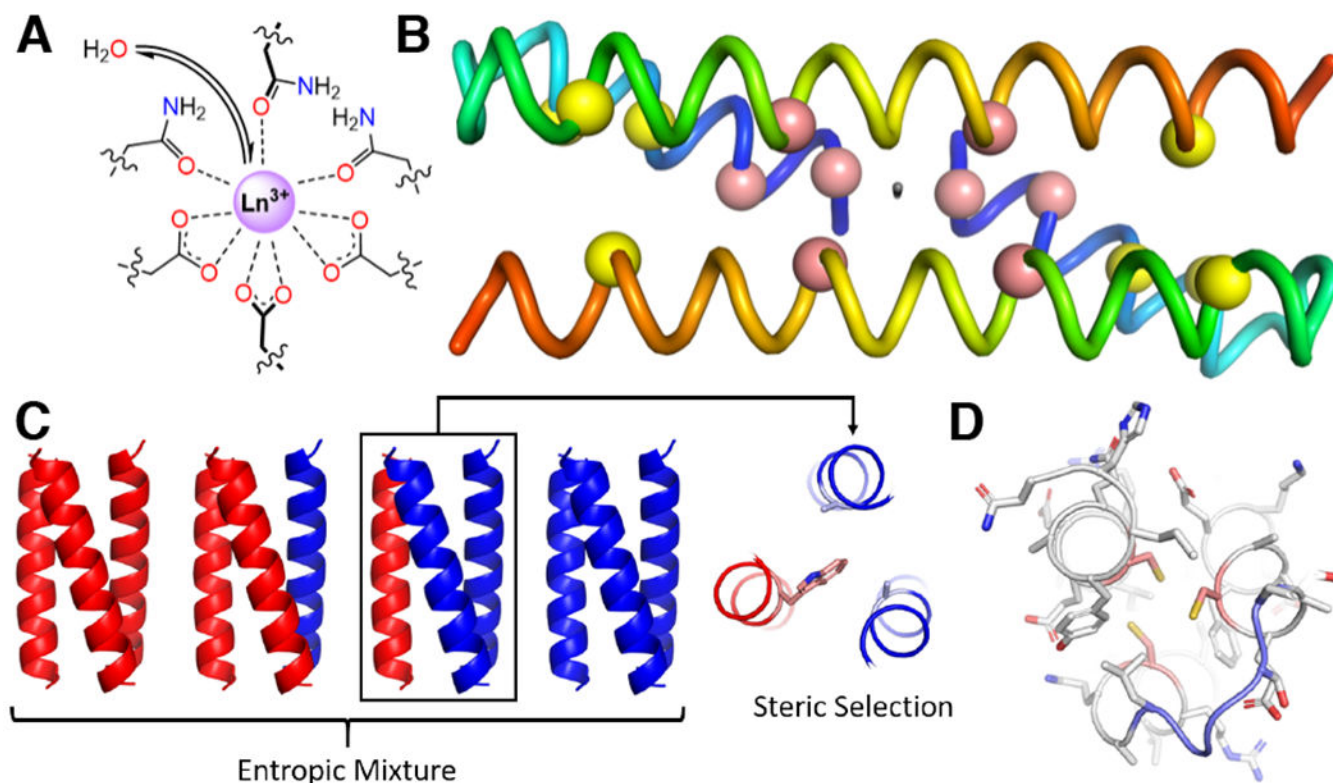 A
H₂O
NH₂
NH₂
H₂N
O
O
O
Ln³⁺
O
O
O
O
O
O
B
C
Entropic Mixture
Steric Selection
D